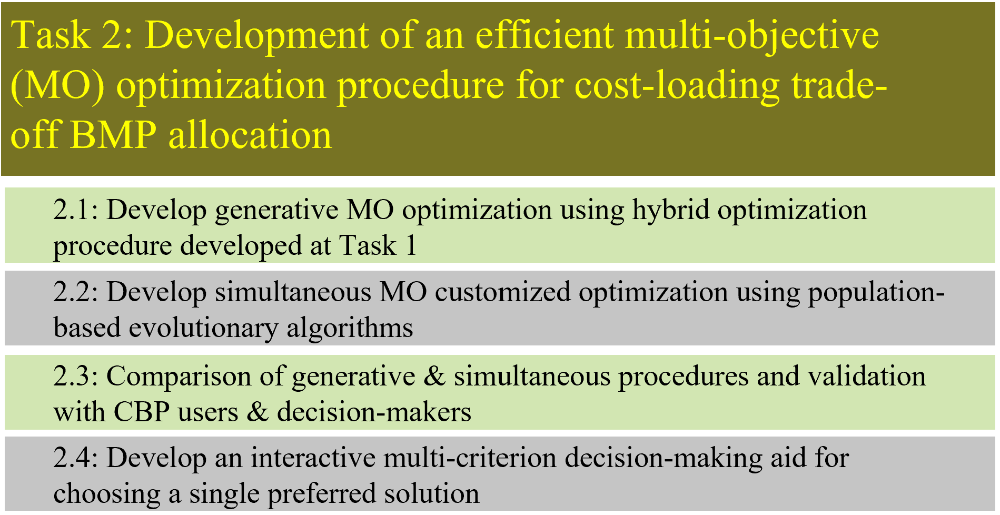 Task 2: Development of an efficient multi-objective
(MO) optimization procedure for cost-loading trade-
off BMP allocation
2.1: Develop generative MO optimization using hybrid optimization
procedure developed at Task 1
2.2: Develop simultaneous MO customized optimization using population-
based evolutionary algorithms
2.3: Comparison of generative & simultaneous procedures and validation
with CBP users & decision-makers
2.4: Develop an interactive multi-criterion decision-making aid for
choosing a single preferred solution